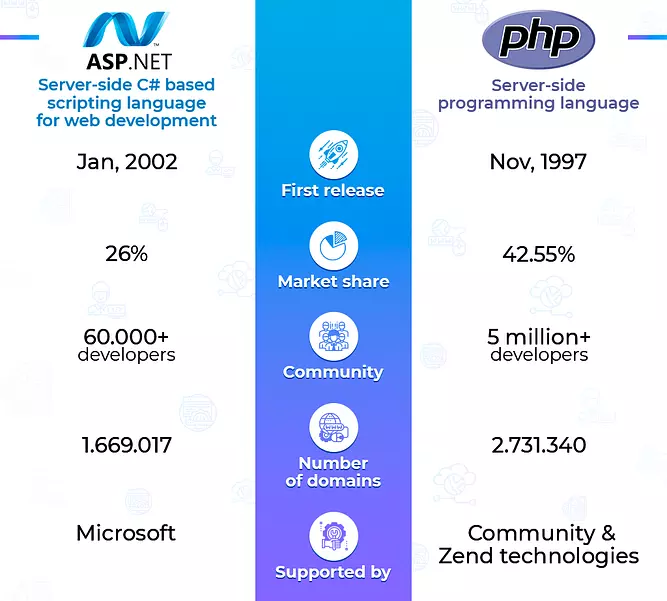 ASP.NET
Server-side C# based
scripting language
for web development
php
Server-side
programming language
Jan, 2002
First release
Nov, 1997
26%
Market share
42.55%
60.000+
developers
Community
5 million+
developers
1.669.017
Number
of domains
2.731.340
Microsoft
Supported by
Community &
Zend technologies